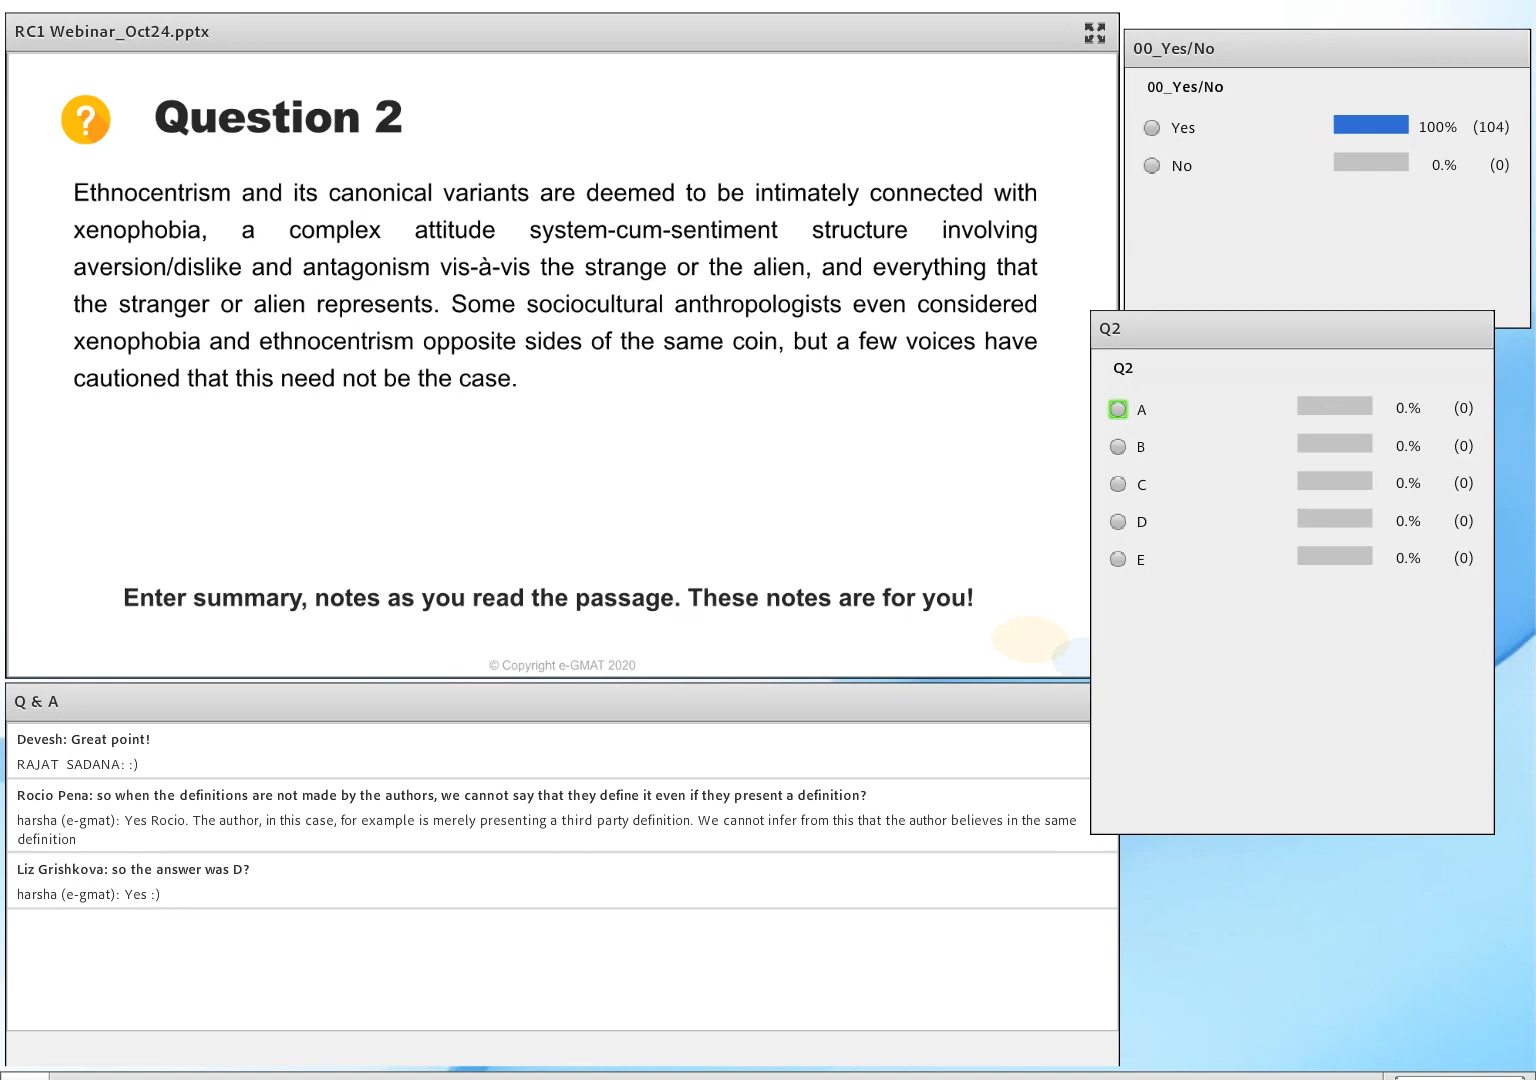 RC1 Webinar_Oct24.pptx
?
Question 2
Ethnocentrism and its canonical variants are deemed to be intimately connected with
xenophobia, a complex attitude system-cum-sentiment structure involving
aversion/dislike and antagonism vis-à-vis the strange or the alien, and everything that
the stranger or alien represents. Some sociocultural anthropologists even considered
xenophobia and ethnocentrism opposite sides of the same coin, but a few voices have
cautioned that this need not be the case.
Enter summary, notes as you read the passage. These notes are for you!
© Copyright e-GMAT 2020
00_Yes/No
00_Yes/No
Yes 100% (104)
No 0.% (0)
Q2
Q2
A 0.% (0)
B 0.% (0)
C 0.% (0)
D 0.% (0)
E 0.% (0)
Q & A
Devesh: Great point!
RAJAT SADANA: :)
Rocio Pena: so when the definitions are not made by the authors, we cannot say that they define it even if they present a definition?
harsha (e-gmat): Yes Rocio. The author, in this case, for example is merely presenting a third party definition. We cannot infer from this that the author believes in the same
definition
Liz Grishkova: so the answer was D?
harsha (e-gmat): Yes :)